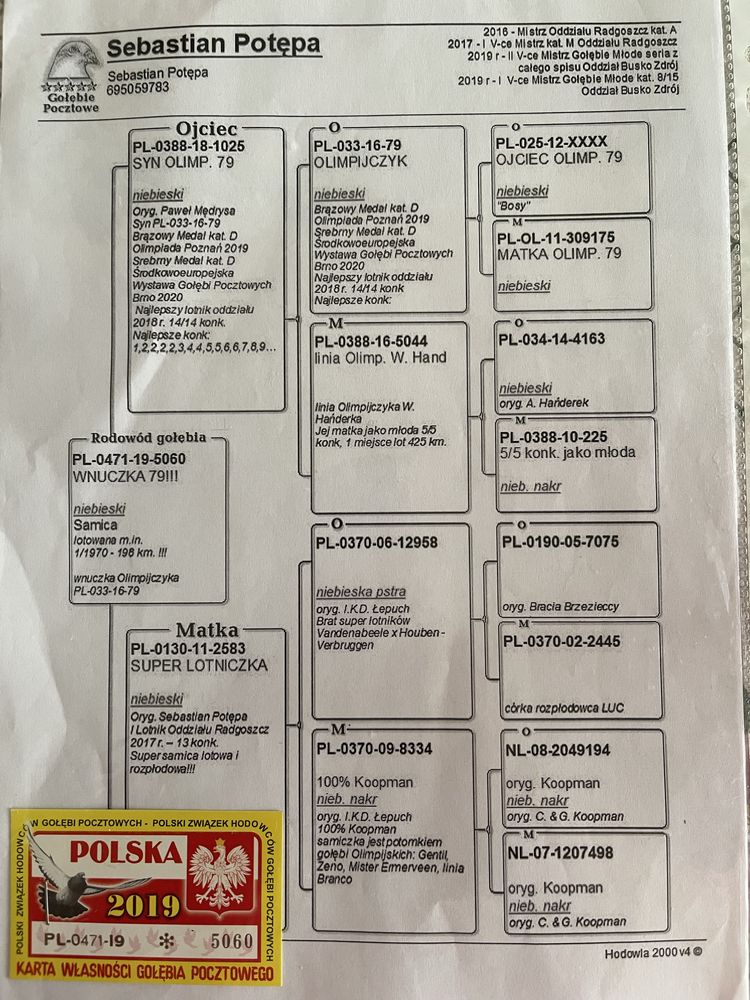 Sebastian Potępa
Sebastian Potępa
695059783
Gołębie
Pocztowe
2016 - Mistrz Oddziału Radgoszcz kat. A
2017 - I V-ce Mistrz kat. M Oddziału Radgoszcz
2019 r - II V-ce Mistrz Gołębie Młode seria z
całego spisu Oddział Busko Zdrój
2019 r - I V-ce Mistrz Gołębie Młode kat. 8/15
Oddział Busko Zdrój
Ojciec
PL-0388-18-1025
SYN OLIMP. 79
niebieski
Oryg. Paweł Mędrysa
Syn PL-033-16-79
Brązowy Medal kat. D
Olimpiada Poznań 2019
Srebrny Medal kat. D
Środkowoeuropejska
Wystawa Gołębi Pocztowych
Brno 2020
Najlepszy lotnik oddziału
2018 r. 14/14 konk.
Najlepsze konk:
1,2,2,2,2,3,4,4,5,5,6,6,7,8,9...
Rodowód gołębia
PL-0471-19-5060
WNUCZKA 79!!!
niebieski
Samica
lotowana m.in.
1/1970 - 198 km. !!!
wnuczka Olimpijczyka
PL-033-16-79
Matka
PL-0130-11-2583
SUPER LOTNICZKA
niebieski
Oryg. Sebastian Potępa
I Lotnik Oddziału Radgoszcz
2017 r. – 13 konk.
Super samica lotowa i
rozpłodowa!!!
O
PL-033-16-79
OLIMPIJCZYK
niebieski
Brązowy Medal kat. D
Olimpiada Poznań 2019
Srebrny Medal kat. D
Środkowoeuropejska
Wystawa Gołębi Pocztowych
Brno 2020
Najlepszy lotnik oddziału
2018 r. 14/14 konk
Najlepsze konk:
M
PL-0388-16-5044
linia Olimp. W. Hand
linia Olimpijczyka W.
Hańderka
Jej matka jako młoda 5/5
konk, 1 miejsce lot 425 km.
O
PL-0370-06-12958
niebieska pstra
oryg. I.K.D. Łepuch
Brat super lotników
Vandenabeele x Houben -
Verbruggen
M
PL-0370-09-8334
100% Koopman
nieb. nakr
oryg. I.K.D. Łepuch
100% Koopman
samiczka jest potomkiem
gołębi Olimpijskich: Gentil,
Zeno, Mister Ermerveen, linia
Branco
O
PL-025-12-XXXX
OJCIEC OLIMP. 79
niebieski
"Bosy"
M
PL-OL-11-309175
MATKA OLIMP. 79
niebieski
O
PL-034-14-4163
niebieski
oryg. A. Hańderek
M
PL-0388-10-225
5/5 konk. jako młoda
nieb. nakr
O
PL-0190-05-7075
oryg. Bracia Brzezieccy
M
PL-0370-02-2445
córka rozpłodowca LUC
O
NL-08-2049194
oryg. Koopman
nieb. nakr
oryg. C. & G. Koopman
M
NL-07-1207498
oryg. Koopman
nieb. nakr
oryg. C. & G. Koopman
Hodowla 2000 v4 ©
POLSKI ZWIĄZEK HODOWCÓW GOŁĘBI POCZTOWYCH - POLSKI ZWIĄZEK HODOWCÓW GOŁĘBI POCZTOWYCH
POLSKA
2019
PL-0471-19 * 5060
KARTA WŁASNOŚCI GOŁĘBIA POCZTOWEGO